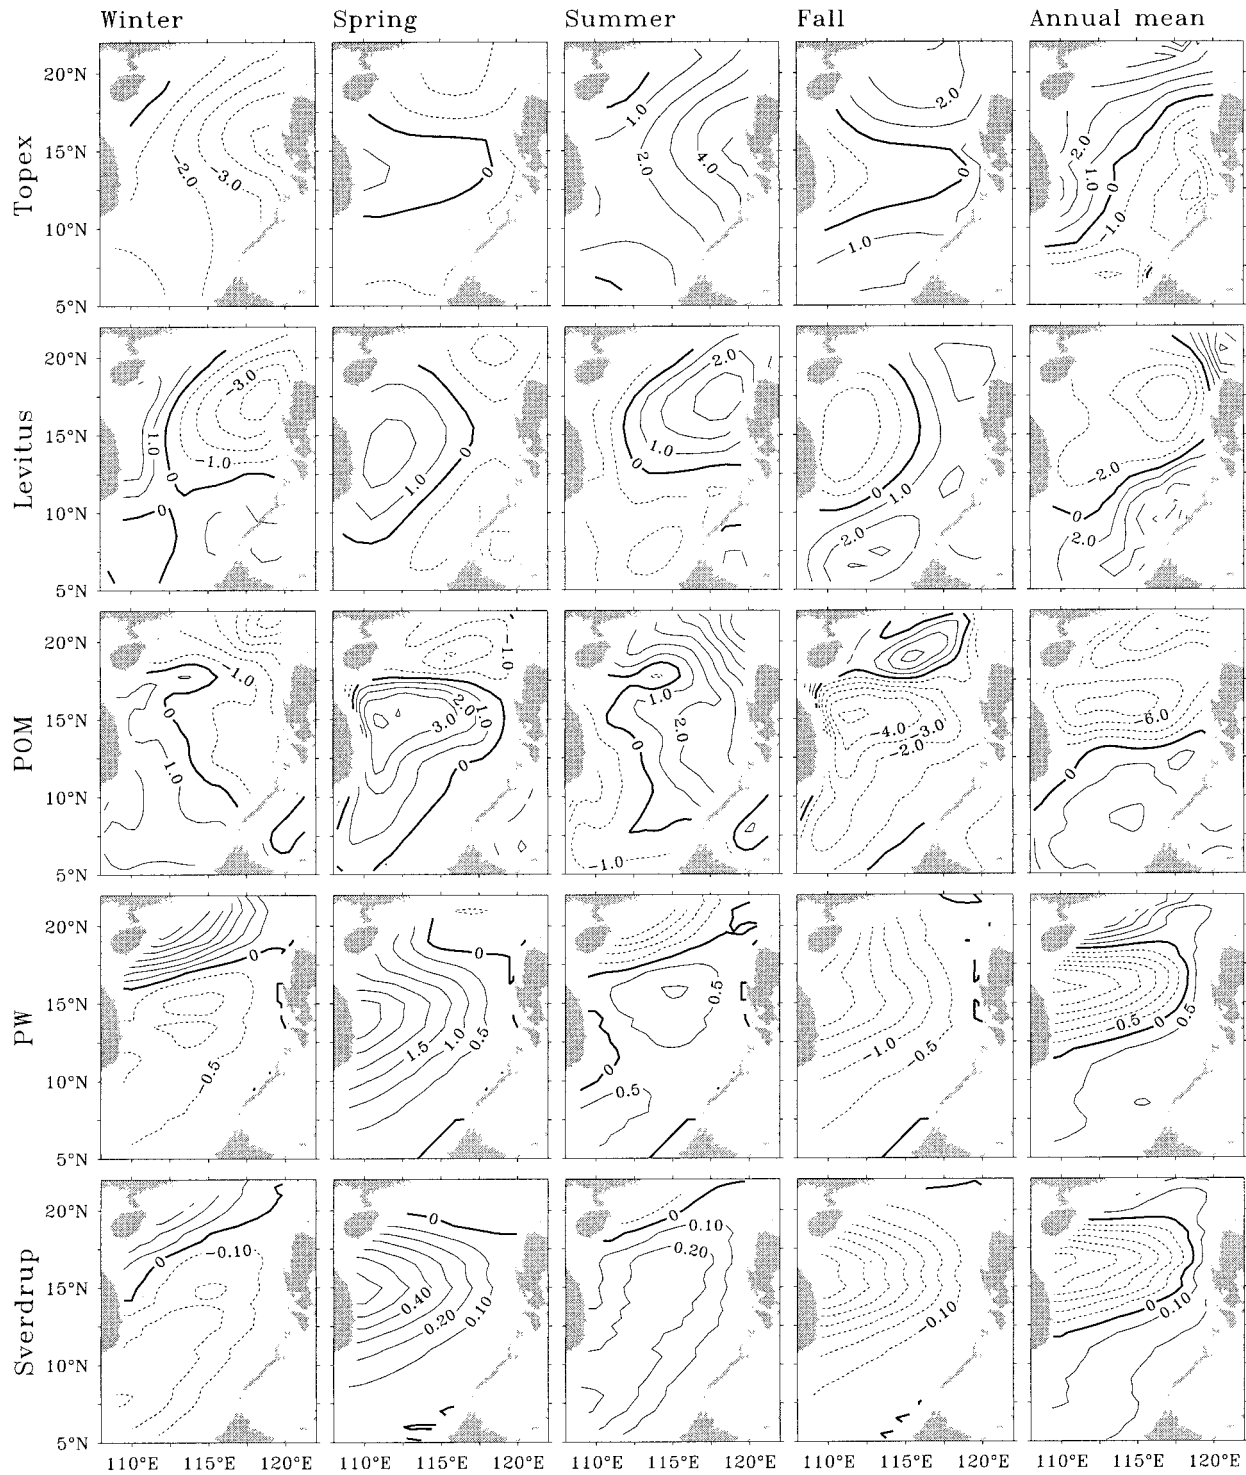 Winter Spring Summer Fall Annual mean
Topex
20°N
15°N
10°N
5°N
-2.0 -3.0
0
1.0 2.0 4.0
2.0 0 1.0
2.0 1.0 0 -1.0
Levitus
20°N
15°N
10°N
5°N
-3.0 1.0 -1.0 0 0
1.0 0
2.0 1.0 0
0 1.0 2.0
-2.0 0 2.0
POM
20°N
15°N
10°N
5°N
-1.0 0 1.0
-1.0 2.0 1.0 3.0 0
1.0 2.0 0 -1.0
-4.0 -3.0 -2.0
-6.0 0
PW
20°N
15°N
10°N
5°N
0 -0.5
0 1.5 1.0 0.5
0 0.5 0 0.5
-1.0 -0.5
-0.5 0 0.5
Sverdrup
20°N
15°N
10°N
5°N
0 -0.10
0 0.40 0.20 0.10
0 0.10 0.20
-0.10
0 0.10
110°E 115°E 120°E 110°E 115°E 120°E 110°E 115°E 120°E 110°E 115°E 120°E 110°E 115°E 120°E